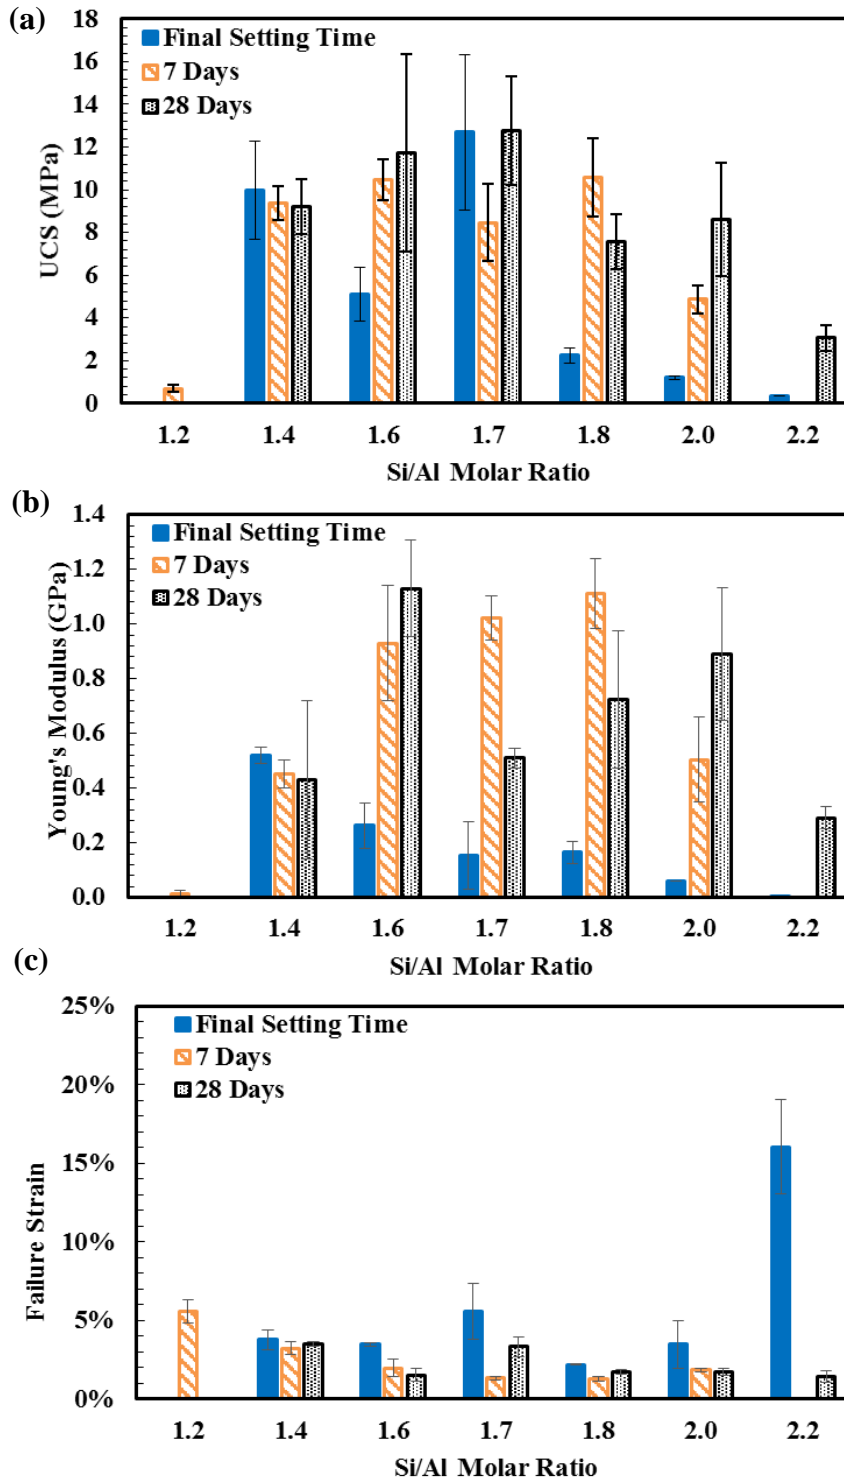 (a)
18
16
14
12
10
8
6
4
2
0
UCS (MPa)
Final Setting Time
7 Days
28 Days
1.2 1.4 1.6 1.7 1.8 2.0 2.2
Si/Al Molar Ratio
(b)
1.4
1.2
1.0
0.8
0.6
0.4
0.2
0.0
Young's Modulus (GPa)
Final Setting Time
7 Days
28 Days
1.2 1.4 1.6 1.7 1.8 2.0 2.2
Si/Al Molar Ratio
(c)
25%
20%
15%
10%
5%
0%
Failure Strain
Final Setting Time
7 Days
28 Days
1.2 1.4 1.6 1.7 1.8 2.0 2.2
Si/Al Molar Ratio